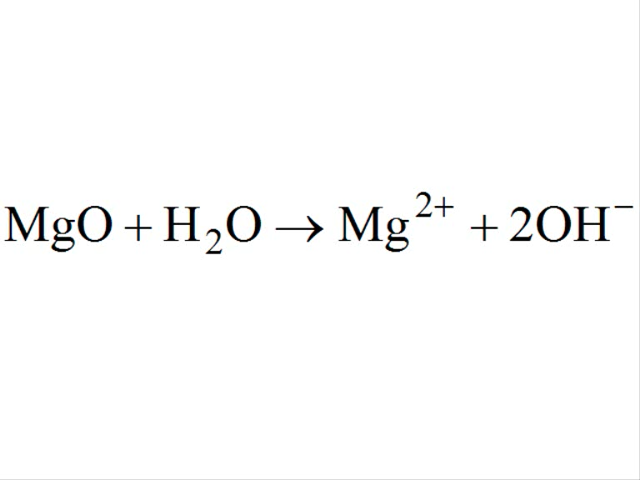 MgO + H₂O → Mg²⁺ + 2OH⁻